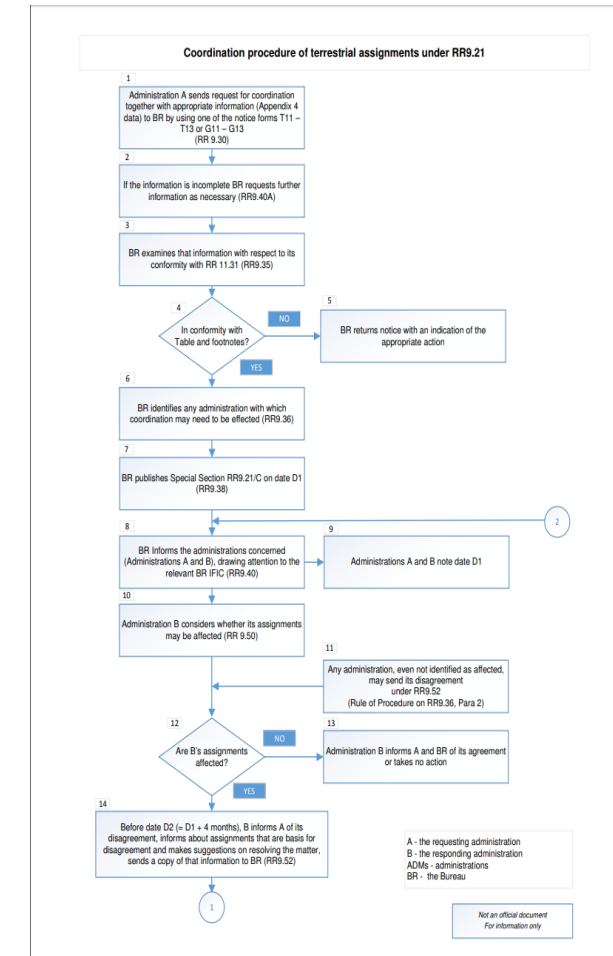 Coordination procedure of terrestrial assignments under RR9.21
1
Administration A sends request for coordination
together with appropriate information (Appendix 4
data) to BR by using one of the notice forms T11 –
T13 or G11 – G13
(RR 9.30)
2
If the information is incomplete BR requests further
information as necessary (RR9.40A)
3
BR examines that information with respect to its
conformity with RR 11.31 (RR9.35)
4
In conformity with
Table and footnotes?
NO
5
BR returns notice with an indication of the
appropriate action
YES
6
BR identifies any administration with which
coordination may need to be effected (RR9.36)
7
BR publishes Special Section RR9.21/C on date D1
(RR9.38)
2
8
BR Informs the administrations concerned
(Administrations A and B), drawing attention to the
relevant BR IFIC (RR9.40)
9
Administrations A and B note date D1
10
Administration B considers whether its assignments
may be affected (RR 9.50)
11
Any administration, even not identified as affected,
may send its disagreement
under RR9.52
(Rule of Procedure on RR9.36, Para 2)
12
Are B's assignments
affected?
NO
13
Administration B informs A and BR of its agreement
or takes no action
YES
14
Before date D2 (= D1 + 4 months), B informs A of its
disagreement, informs about assignments that are basis for
disagreement and makes suggestions on resolving the matter,
sends a copy of that information to BR (RR9.52)
1
A - the requesting administration
B - the responding administration
ADMs - administrations
BR - the Bureau
Not an official document
For information only